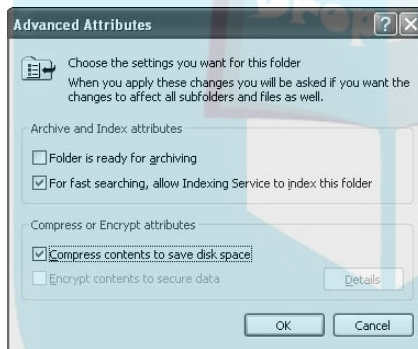 Advanced Attributes
Choose the settings you want for this folder
When you apply these changes you will be asked if you want the
changes to affect all subfolders and files as well.
Archive and Index attributes
Folder is ready for archiving
For fast searching, allow Indexing Service to index this folder
Compress or Encrypt attributes
Compress contents to save disk space
Encrypt contents to secure data
Details
OK
Cancel